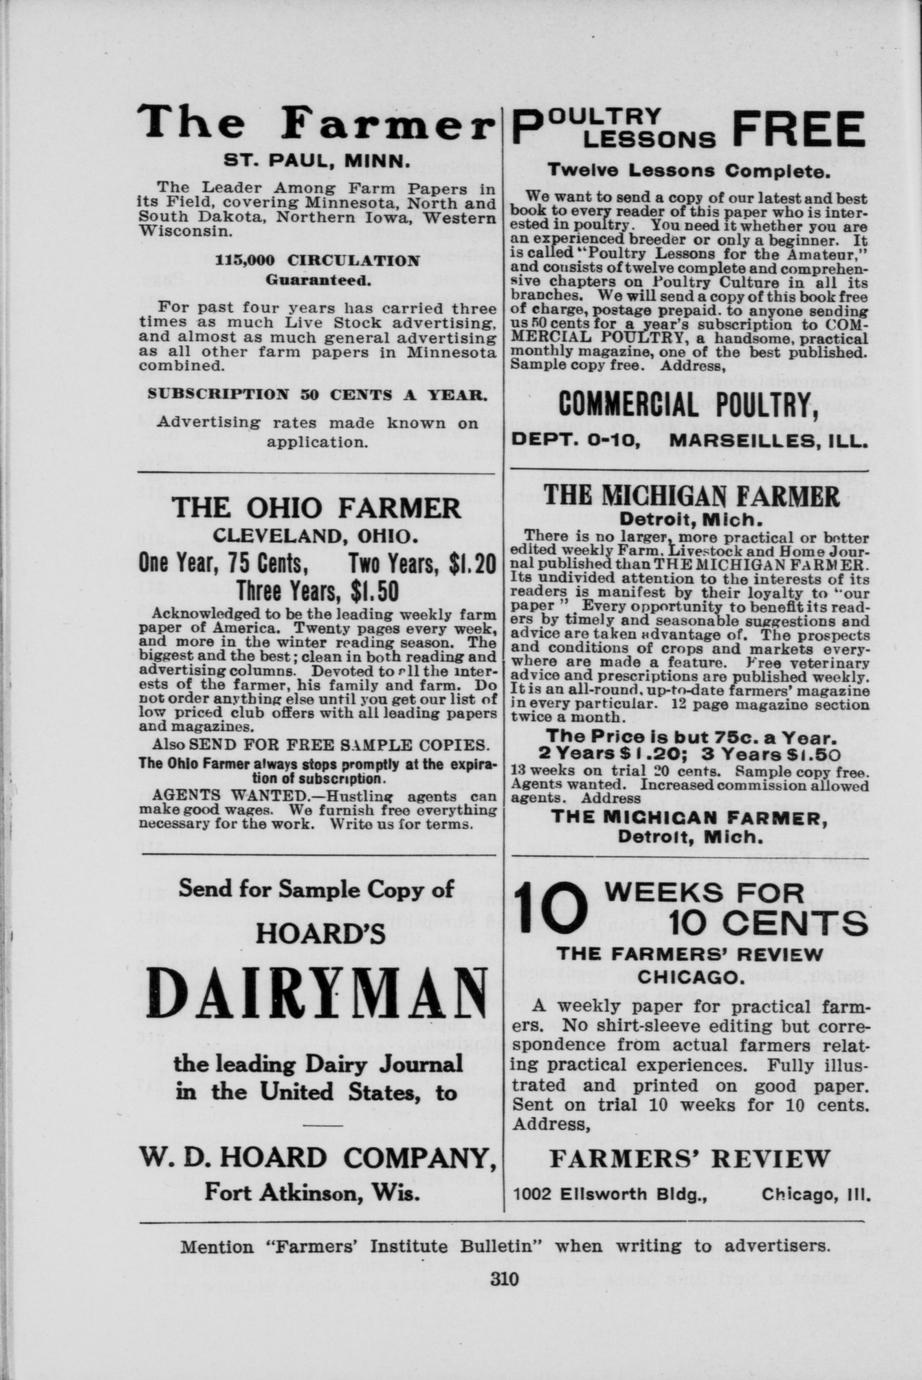 The Farmer
ST. PAUL, MINN.
The Leader Among Farm Papers in
its Field, covering Minnesota, North and
South Dakota, Northern Iowa, Western
Wisconsin.
115,000 CIRCULATION
Guaranteed.
For past four years has carried three
times as much Live Stock advertising,
and almost as much general advertising
as all other farm papers in Minnesota
combined.
SUBSCRIPTION 50 CENTS A YEAR.
Advertising rates made known on
application.
THE OHIO FARMER
CLEVELAND, OHIO.
One Year, 75 Cents, Two Years, $1.20
Three Years, $1.50
Acknowledged to be the leading weekly farm
paper of America. Twenty pages every week,
and more in the winter reading season. The
biggest and the best; clean in both reading and
advertising columns. Devoted to all the inter-
ests of the farmer, his family and farm. Do
not order anything else until you get our list of
low priced club offers with all leading papers
and magazines.
Also SEND FOR FREE SAMPLE COPIES.
The Ohio Farmer always stops promptly at the expira-
tion of subscription.
AGENTS WANTED.—Hustling agents can
make good wages. We furnish free everything
necessary for the work. Write us for terms.
Send for Sample Copy of
HOARD'S
DAIRYMAN
the leading Dairy Journal
in the United States, to
W. D. HOARD COMPANY,
Fort Atkinson, Wis.
POULTRY
LESSONS FREE
Twelve Lessons Complete.
We want to send a copy of our latest and best
book to every reader of this paper who is inter-
ested in poultry. You need it whether you are
an experienced breeder or only a beginner. It
is called "Poultry Lessons for the Amateur,"
and consists of twelve complete and comprehen-
sive chapters on Poultry Culture in all its
branches. We will send a copy of this book free
of charge, postage prepaid. to anyone sending
us 50 cents for a year's subscription to COM-
MERCIAL POULTRY, a handsome, practical
monthly magazine, one of the best published.
Sample copy free. Address,
COMMERCIAL POULTRY,
DEPT. O-10, MARSEILLES, ILL.
THE MICHIGAN FARMER
Detroit, Mich.
There is no larger, more practical or better
edited weekly Farm, Livestock and Home Jour-
nal published than THE MICHIGAN FARMER.
Its undivided attention to the interests of its
readers is manifest by their loyalty to "our
paper " Every opportunity to benefit its read-
ers by timely and seasonable suggestions and
advice are taken advantage of. The prospects
and conditions of crops and markets every-
where are made a feature. Free veterinary
advice and prescriptions are published weekly.
It is an all-round, up-to-date farmers' magazine
in every particular. 12 page magazine section
twice a month.
The Price is but 75c. a Year.
2 Years $1.20; 3 Years $1.50
13 weeks on trial 20 cents. Sample copy free.
Agents wanted. Increased commission allowed
agents. Address
THE MICHIGAN FARMER,
Detroit, Mich.
10 WEEKS FOR
10 CENTS
THE FARMERS' REVIEW
CHICAGO.
A weekly paper for practical farm-
ers. No shirt-sleeve editing but corre-
spondence from actual farmers relat-
ing practical experiences. Fully illus-
trated and printed on good paper.
Sent on trial 10 weeks for 10 cents.
Address,
FARMERS' REVIEW
1002 Ellsworth Bldg., Chicago, Ill.
Mention "Farmers' Institute Bulletin" when writing to advertisers.
310